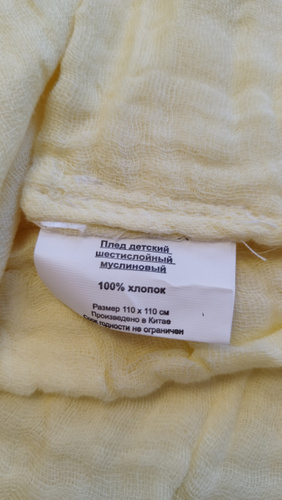 Плед детский
шестислойный
муслиновый
100% хлопок
Размер 110 х 110 см
Произведено в Китае
Срок годности не ограничен